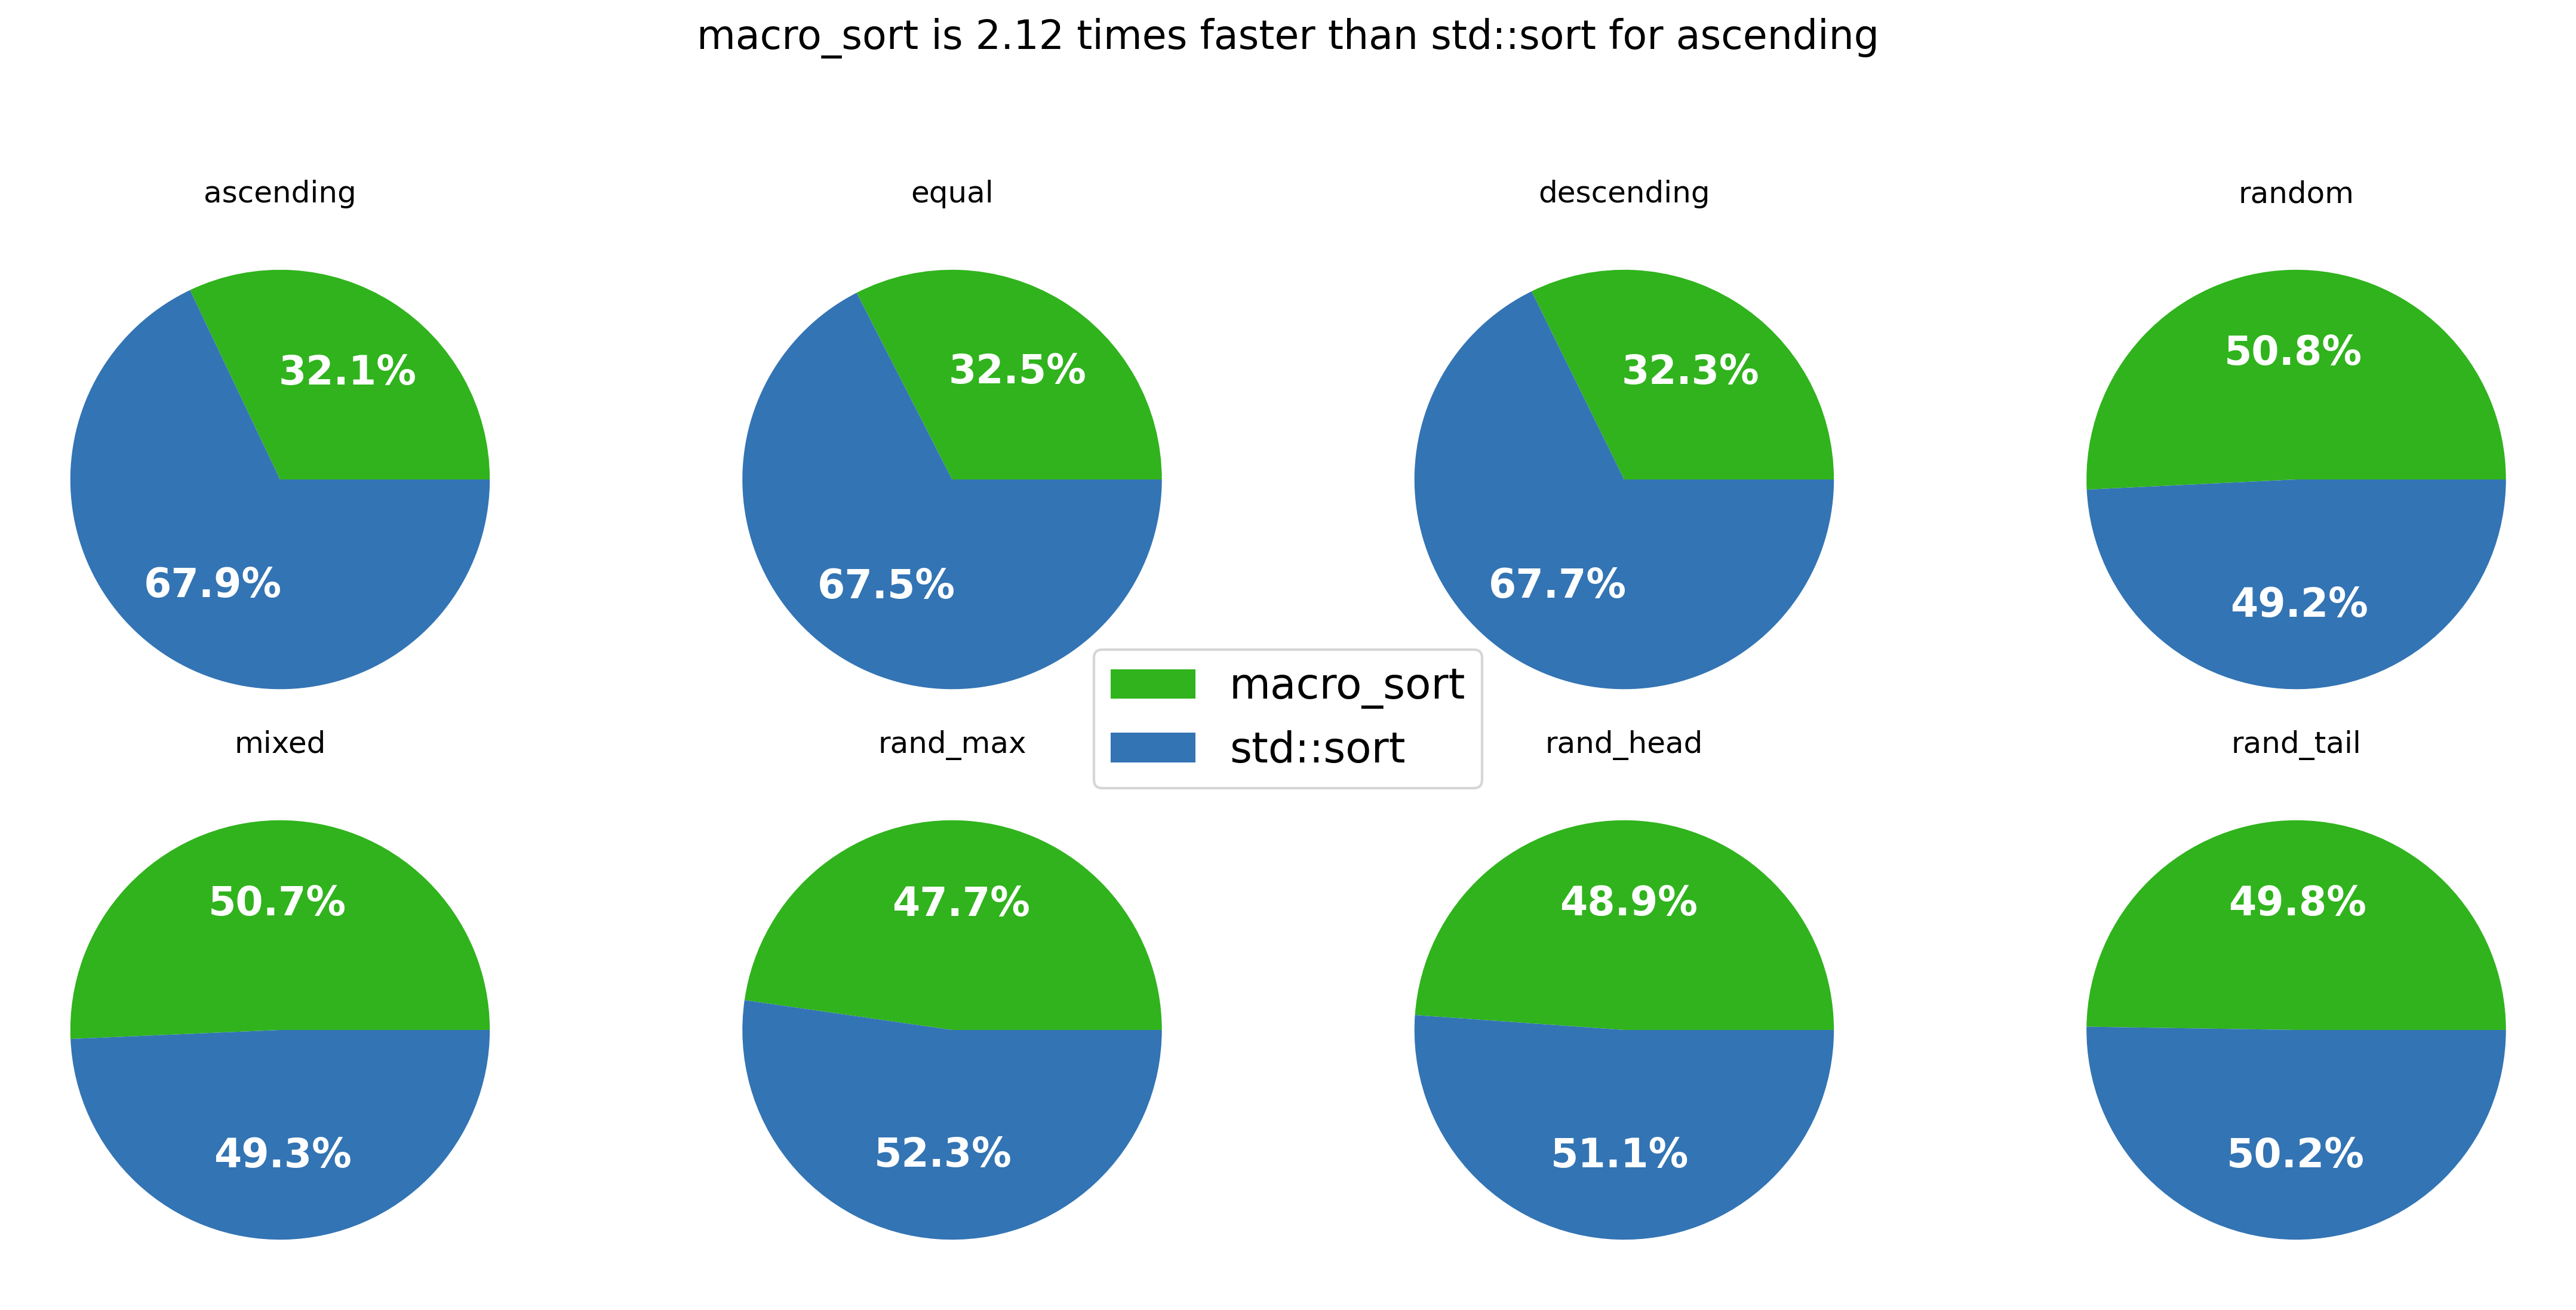 macro_sort is 2.12 times faster than std::sort for ascending
ascending
32.1%
67.9%
equal
32.5%
67.5%
descending
32.3%
67.7%
random
50.8%
49.2%
macro_sort
std::sort
mixed
50.7%
49.3%
rand_max
47.7%
52.3%
rand_head
48.9%
51.1%
rand_tail
49.8%
50.2%